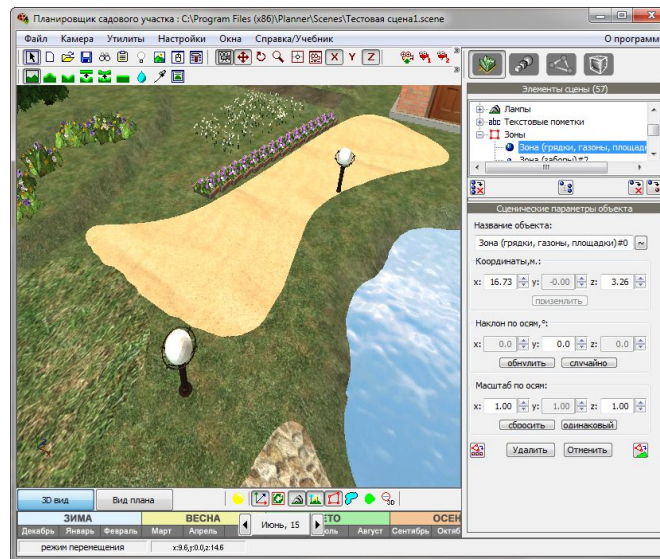 Планировщик садового участка : C:\Program Files (x86)\Planner\Scenes\Тестовая сцена1.scene
Файл Камера Утилиты Настройки Окна Справка/Учебник О програм
X Y Z
Элементы сцены (57)
Лампы
abc Текстовые пометки
Зоны
Зона (грядки, газоны, площадк
Зона (заборы)#2
Сценические параметры объекта
Название объекта:
Зона (грядки, газоны, площадки)#0 ~
Координаты,м.:
x: 16.73 y: -0.00 z: 3.26
приземлить
Наклон по осям,°:
x: 0.0 y: 0.0 z: 0.0
обнулить случайно
Масштаб по осям:
x: 1.00 y: 1.00 z: 1.00
сбросить одинаковый
Удалить Отменить
3D вид Вид плана
ЗИМА ВЕСНА ЕТО ОСЕН
Декабрь Январь Февраль Март Апрель Июнь, 15 юль Август Сентябрь Октяб
режим перемещения x:9.6,y:0.0,z:14.6